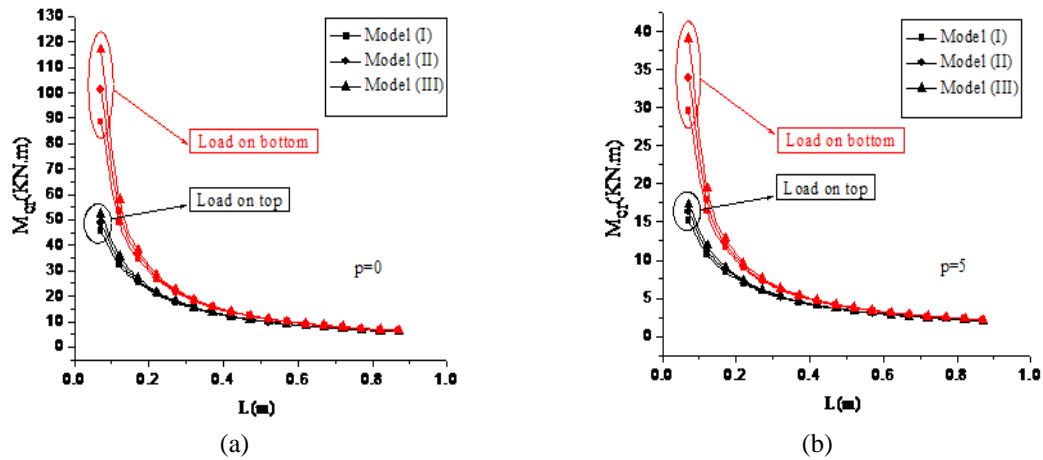 130
120
110
100
90
80
70
60
50
40
30
20
10
0
Mcr(KN.m)
Model (I)
Model (II)
Model (III)
Load on bottom
Load on top
p=0
0.0 0.2 0.4 0.6 0.8 1.0
L(m)
(a)
40
35
30
25
20
15
10
5
0
Mcr(KN.m)
Model (I)
Model (II)
Model (III)
Load on bottom
Load on top
p=5
0.0 0.2 0.4 0.6 0.8 1.0
L(m)
(b)